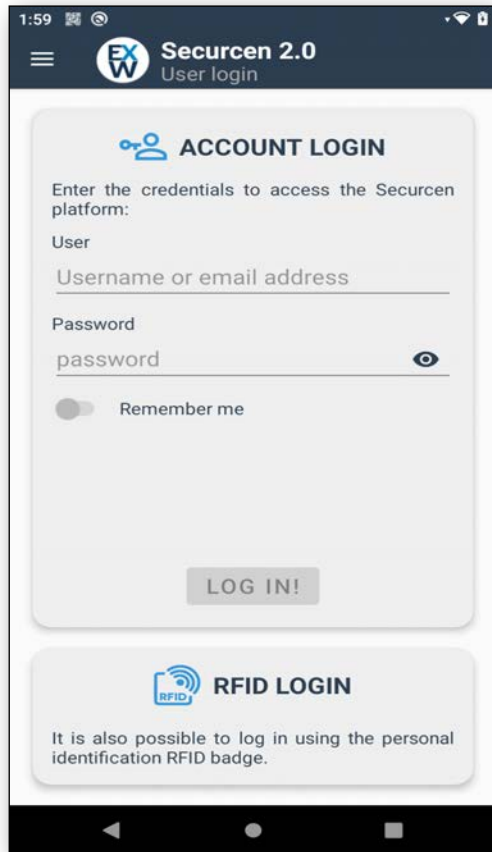 1:59
EXW Securcen 2.0
User login
ACCOUNT LOGIN
Enter the credentials to access the Securcen
platform:
User
Username or email address
Password
password
Remember me
LOG IN!
RFID RFID LOGIN
It is also possible to log in using the personal
identification RFID badge.